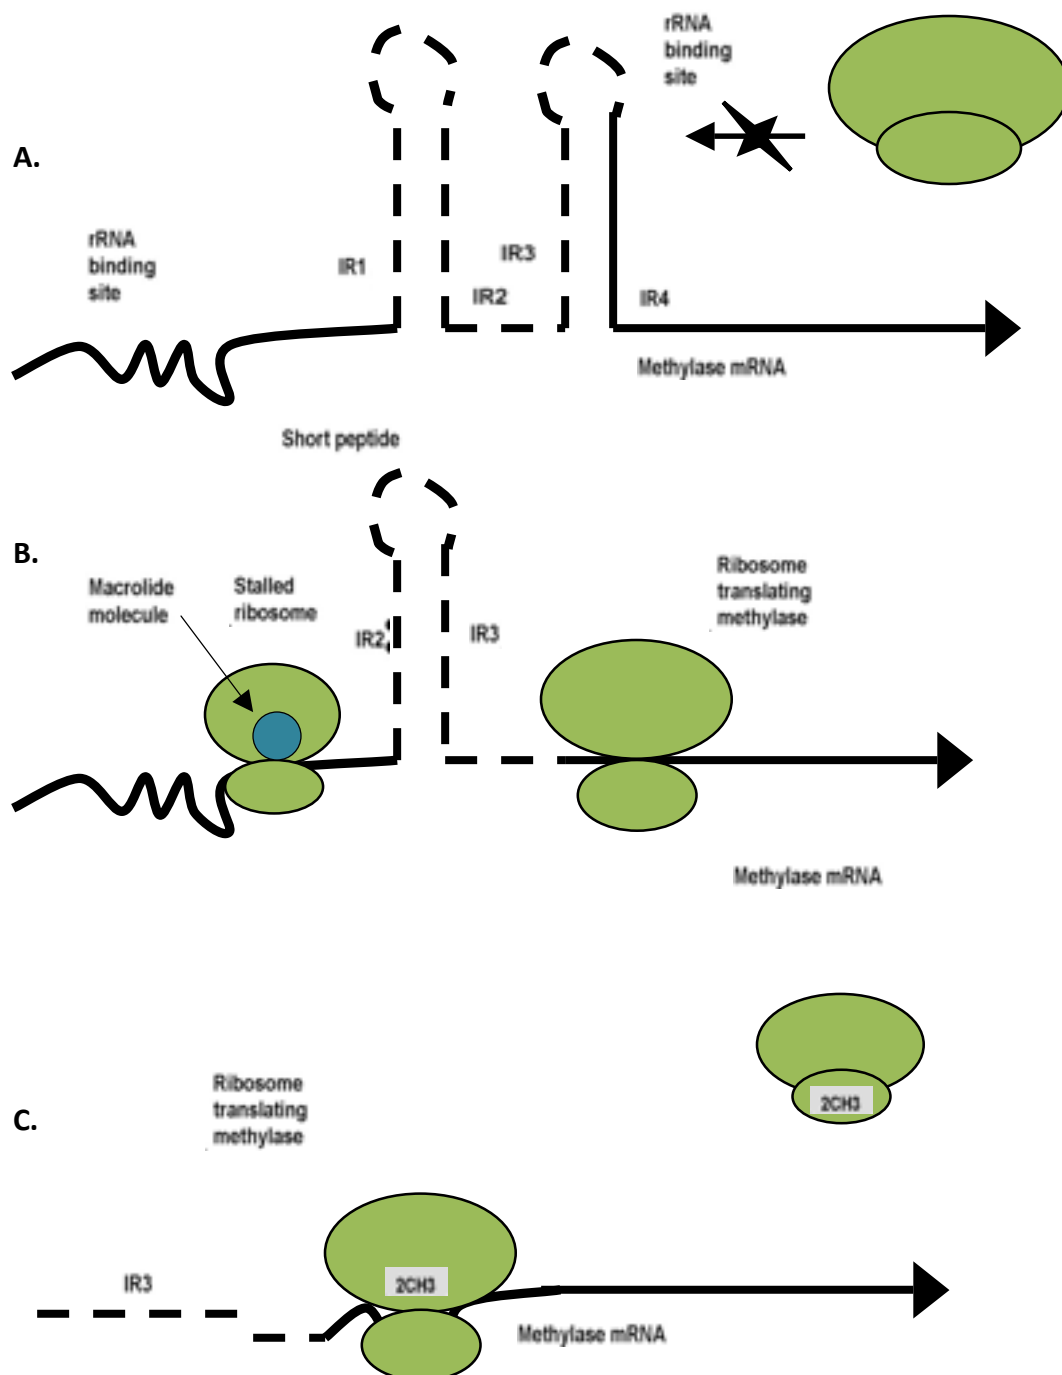 rRNA
binding
site
A.
rRNA
binding
site
IR1
IR3
IR2
IR4
Methylase mRNA
Short peptide
B.
Macrolide
molecule
Stalled
ribosome
Ribosome
translating
methylase
IR2
IR3
Methylase mRNA
C.
Ribosome
translating
methylase
2CH3
2CH3
IR3
Methylase mRNA